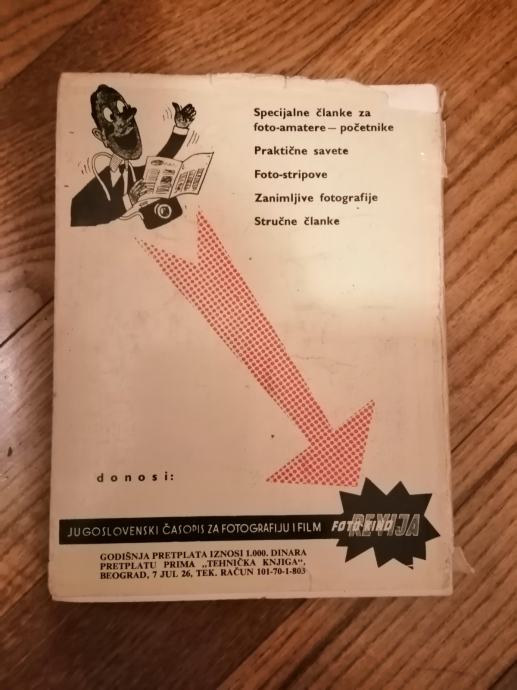 Specijalne članke za
foto-amatere — početnike
Praktične savete
Foto-stripove
Zanimljive fotografije
Stručne članke
donosi:
JUGOSLOVENSKI ČASOPIS ZA FOTOGRAFIJU I FILM FOTO-KINO REVIJA
GODIŠNJA PRETPLATA IZNOSI 1.000. DINARA
PRETPLATU PRIMA „TEHNIČKA KNJIGA“,
BEOGRAD, 7 JUL 26, TEK. RAČUN 101-70-1-803